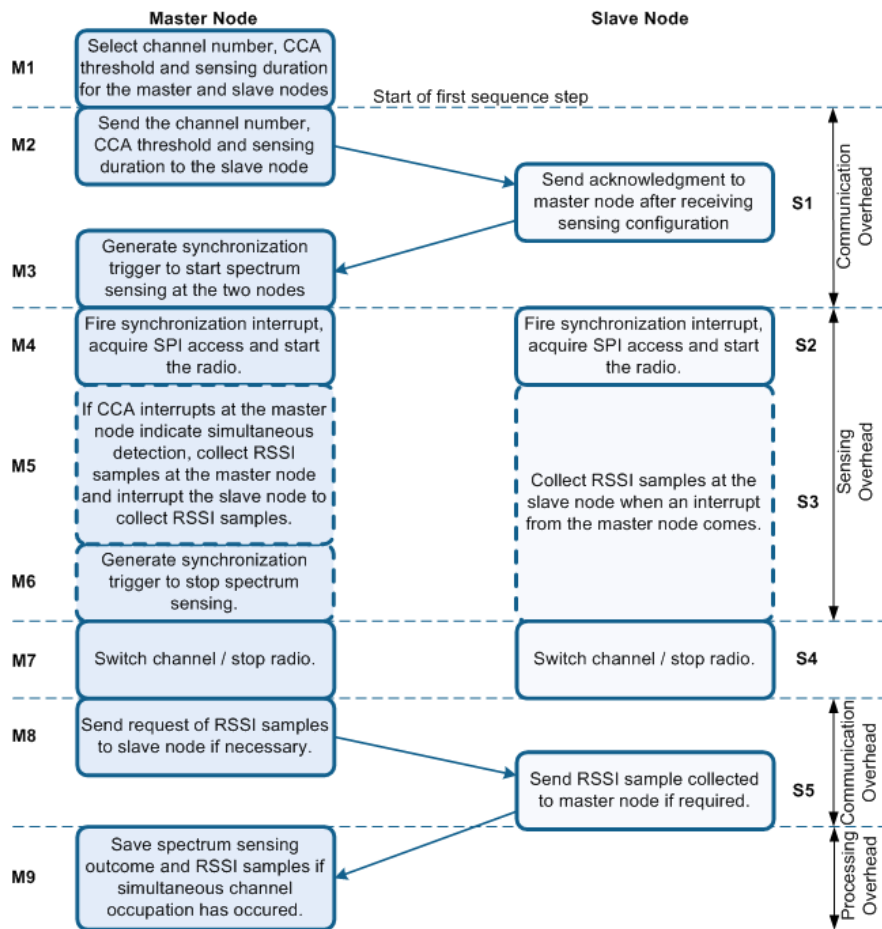 Master Node
Slave Node
M1
Select channel number, CCA
threshold and sensing duration
for the master and slave nodes
Start of first sequence step
M2
Send the channel number,
CCA threshold and sensing
duration to the slave node
Send acknowledgment to
master node after receiving
sensing configuration
S1
Communication
Overhead
M3
Generate synchronization
trigger to start spectrum
sensing at the two nodes
M4
Fire synchronization interrupt,
acquire SPI access and start
the radio.
Fire synchronization interrupt,
acquire SPI access and start
the radio.
S2
M5
If CCA interrupts at the master
node indicate simultaneous
detection, collect RSSI
samples at the master node
and interrupt the slave node to
collect RSSI samples.
Collect RSSI samples at the
slave node when an interrupt
from the master node comes.
S3
Sensing
Overhead
M6
Generate synchronization
trigger to stop spectrum
sensing.
M7
Switch channel / stop radio.
Switch channel / stop radio.
S4
M8
Send request of RSSI samples
to slave node if necessary.
Send RSSI sample collected
to master node if required.
S5
Communication
Overhead
M9
Save spectrum sensing
outcome and RSSI samples if
simultaneous channel
occupation has occured.
Processing
Overhead